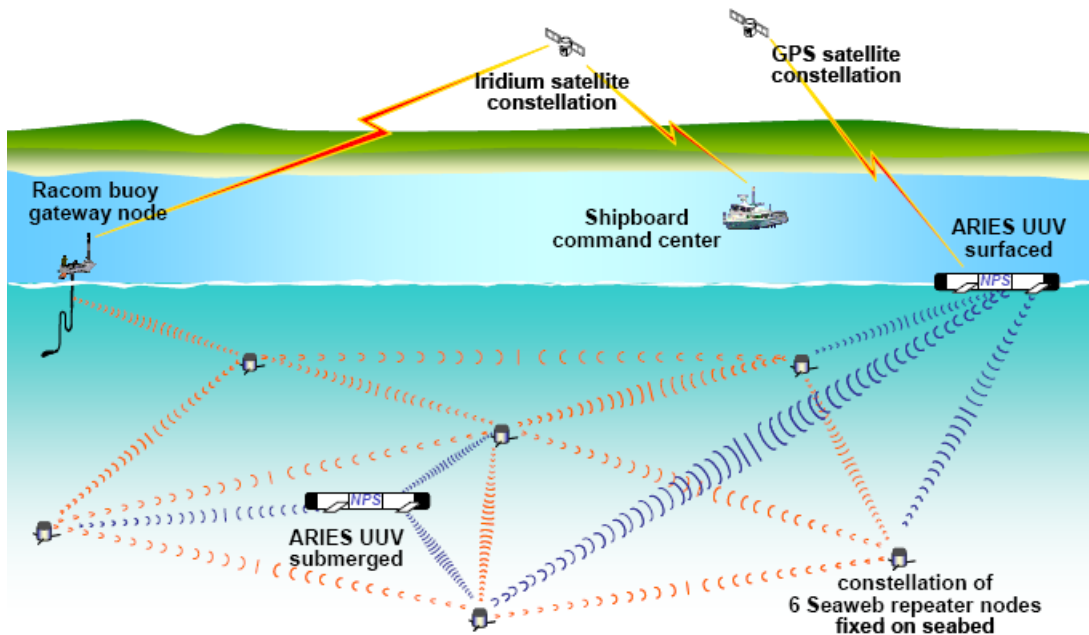 Iridium satellite
constellation
GPS satellite
constellation
Racom buoy
gateway node
Shipboard
command center
ARIES UUV
surfaced
NPS
NPS
ARIES UUV
submerged
constellation of
6 Seaweb repeater nodes
fixed on seabed